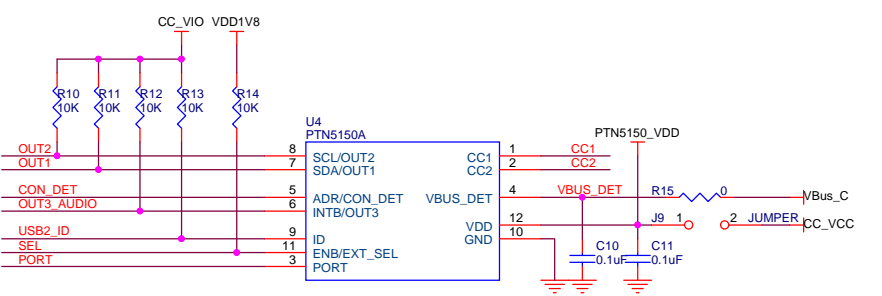 CC_VIO VDD1V8
R10 R11 R12 R13 R14
10K 10K 10K 10K 10K
U4
PTN5150A
PTN5150_VDD
OUT2 8 SCL/OUT2 CC1 1 CC1
OUT1 7 SDA/OUT1 CC2 2 CC2
CON_DET 5 ADR/CON_DET VBUS_DET 4 VBUS_DET R15 0 VBus_C
OUT3_AUDIO 6 INTB/OUT3
VDD 12 J9 1 2 JUMPER CC_VCC
USB2_ID 9 ID GND 10
SEL 11 ENB/EXT_SEL
PORT 3 PORT
C10 C11
0.1uF 0.1uF